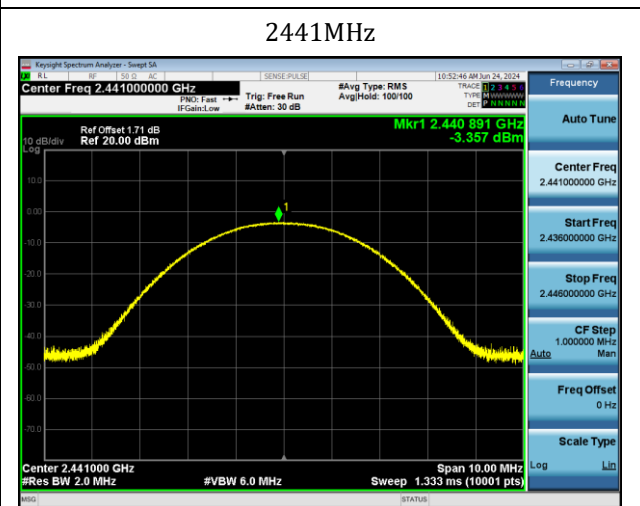 2441MHz
Keysight Spectrum Analyzer - Swept SA
RL RF 50 Ω AC SENSE:PULSE 10:52:46 AM Jun 24, 2024
Center Freq 2.441000000 GHz #Avg Type: RMS TRACE 1 2 3 4 5 6
PNO: Fast Trig: Free Run Avg|Hold: 100/100 TYPE M WWWWW
IFGain:Low #Atten: 30 dB DET P N N N N N
Ref Offset 1.71 dB Mkr1 2.440 891 GHz
10 dB/div Ref 20.00 dBm -3.357 dBm
Log
10.0
0.00
1
-10.0
-20.0
-30.0
-40.0
-50.0
-60.0
-70.0
Center 2.441000 GHz Span 10.00 MHz
#Res BW 2.0 MHz #VBW 6.0 MHz Sweep 1.333 ms (10001 pts)
MSG STATUS
Frequency
Auto Tune
Center Freq
2.441000000 GHz
Start Freq
2.436000000 GHz
Stop Freq
2.446000000 GHz
CF Step
1.000000 MHz
Auto Man
Freq Offset
0 Hz
Scale Type
Log Lin